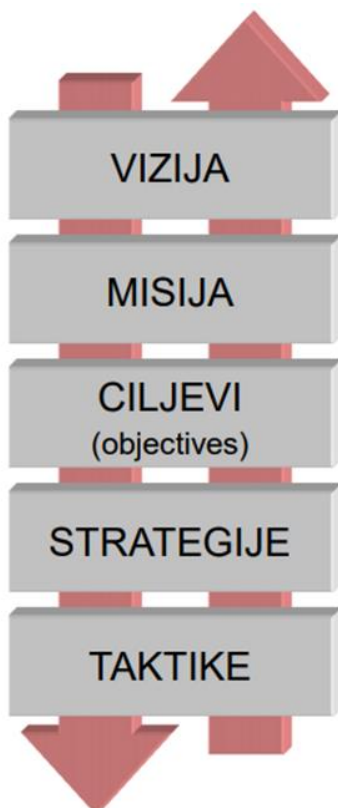 VIZIJA
MISIJA
CILJEVI
(objectives)
STRATEGIJE
TAKTIKE